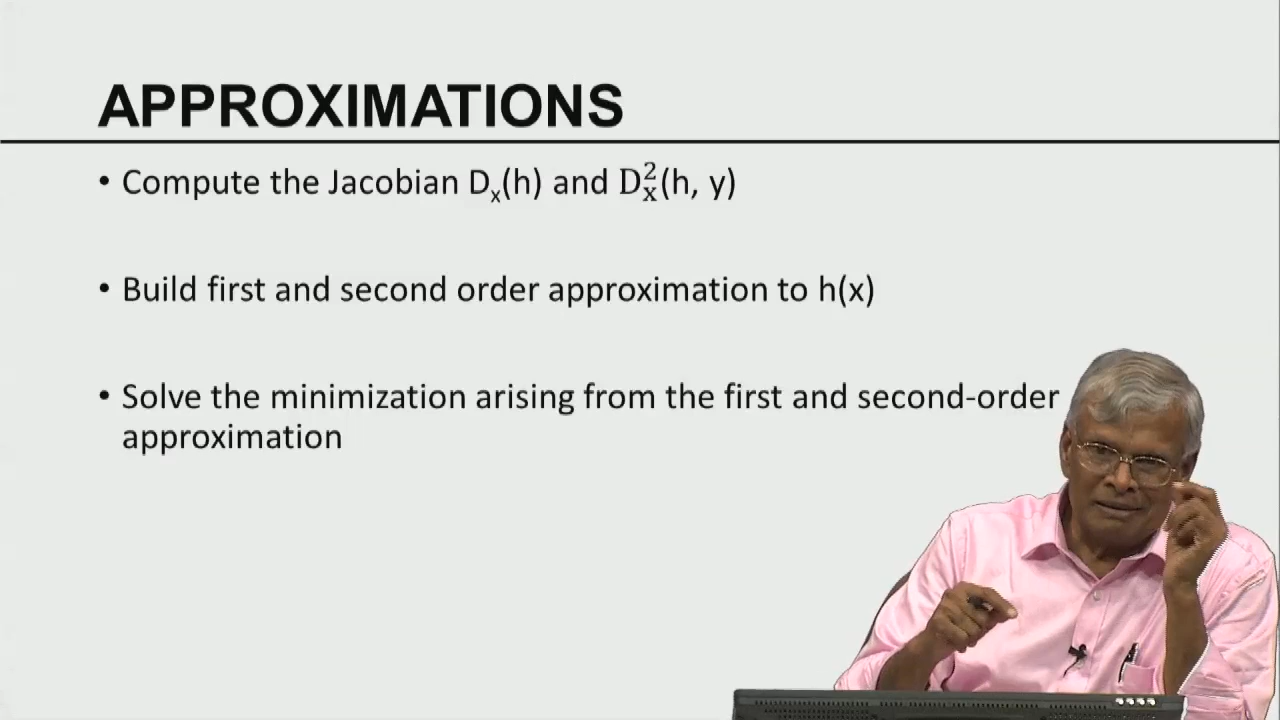 APPROXIMATIONS
• Compute the Jacobian Dₓ(h) and D²ₓ(h, y)
• Build first and second order approximation to h(x)
• Solve the minimization arising from the first and second-order
approximation